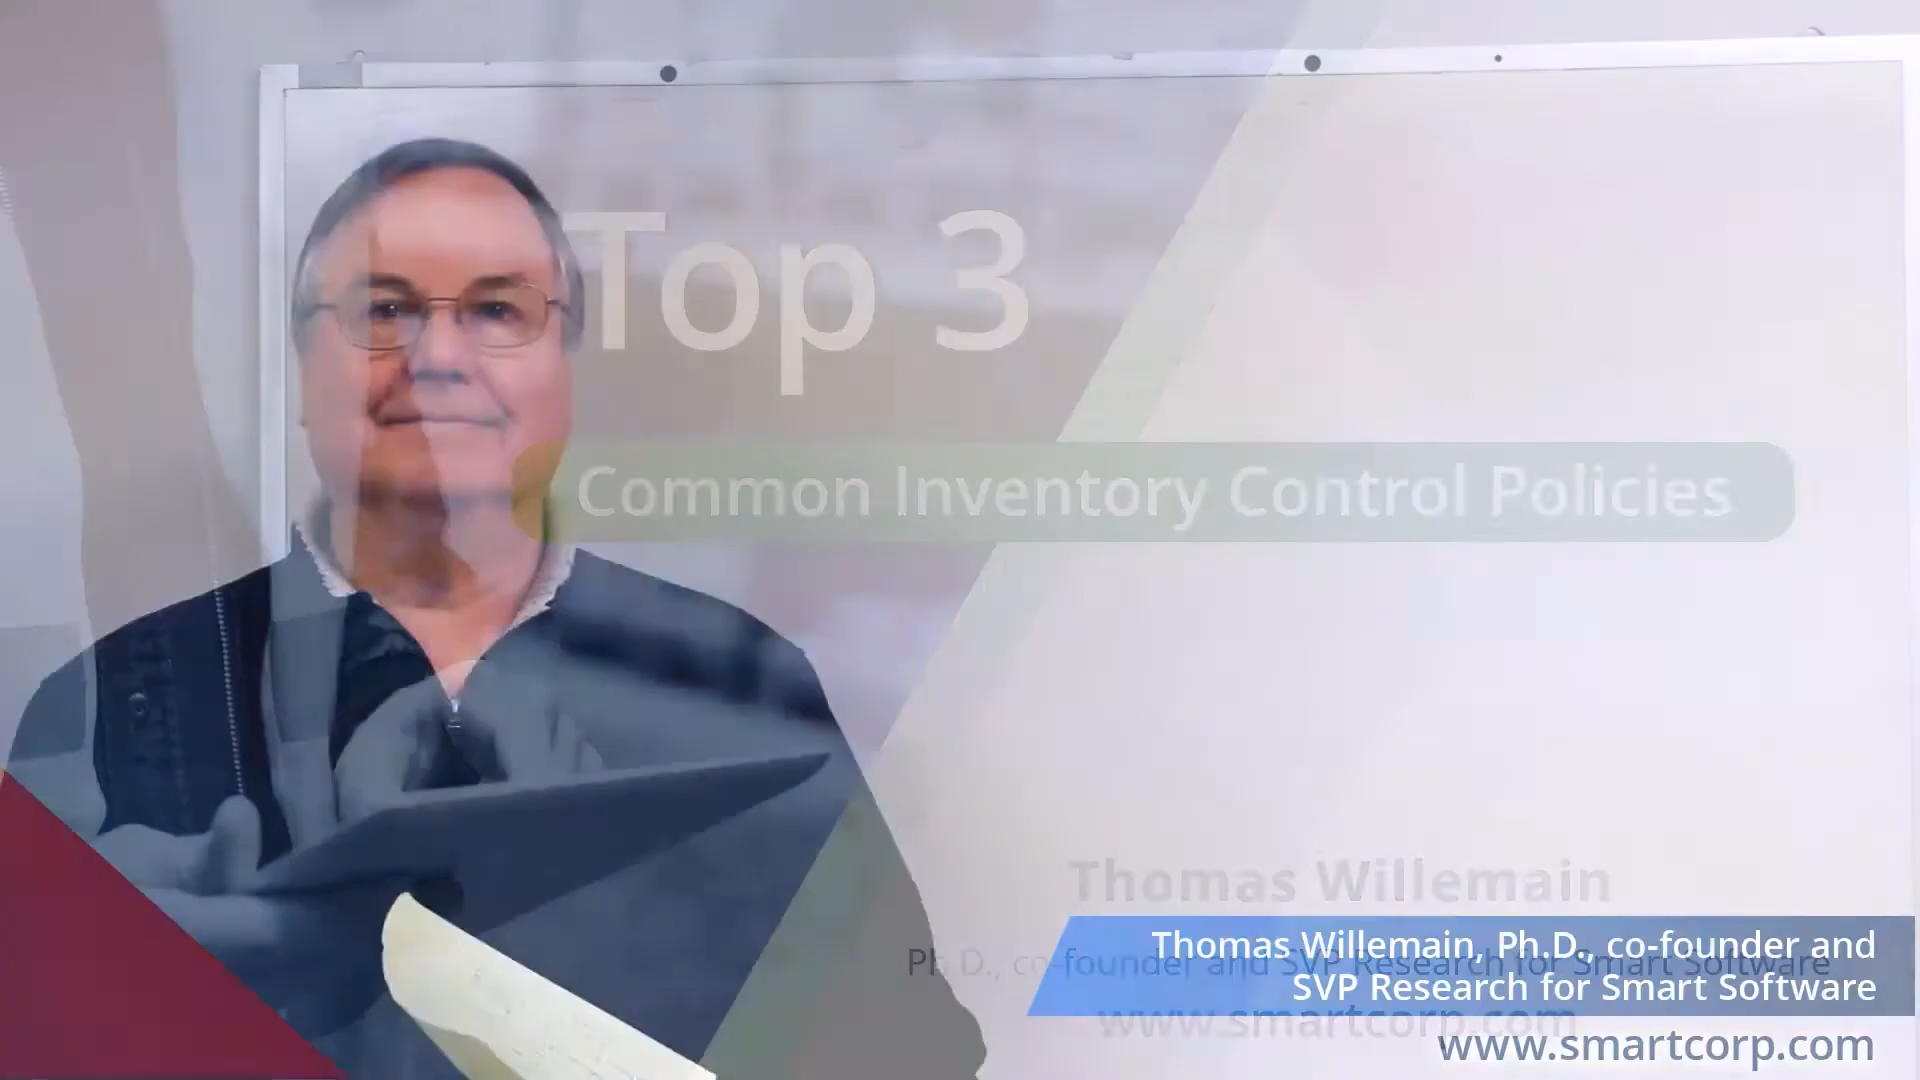 Top 3
Common Inventory Control Policies
Thomas Willemain
Ph.D., co-founder and SVP Research for Smart Software
www.smartcorp.com
Thomas Willemain, Ph.D., co-founder and
SVP Research for Smart Software
www.smartcorp.com